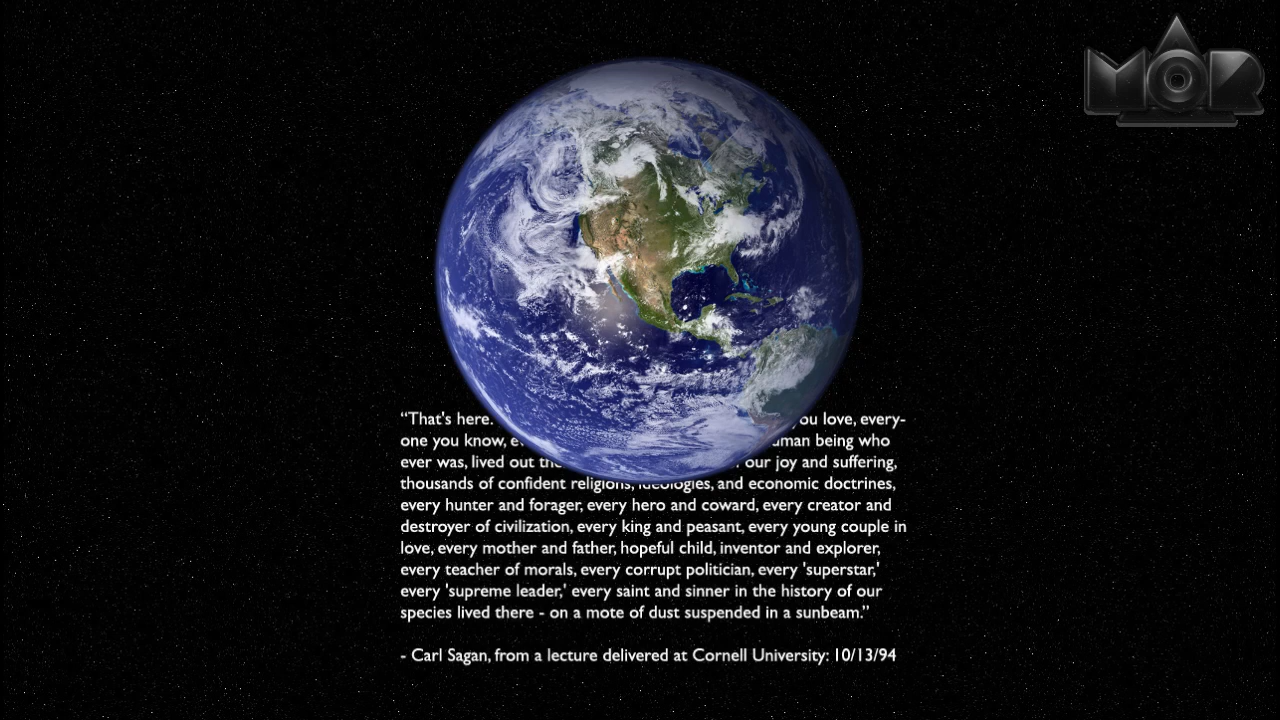 MOR
“That's here. ou love, every-
one you know, uman being who
ever was, lived out our joy and suffering,
thousands of confident religions, ideologies, and economic doctrines,
every hunter and forager, every hero and coward, every creator and
destroyer of civilization, every king and peasant, every young couple in
love, every mother and father, hopeful child, inventor and explorer,
every teacher of morals, every corrupt politician, every 'superstar,'
every 'supreme leader,' every saint and sinner in the history of our
species lived there - on a mote of dust suspended in a sunbeam.”
- Carl Sagan, from a lecture delivered at Cornell University: 10/13/94